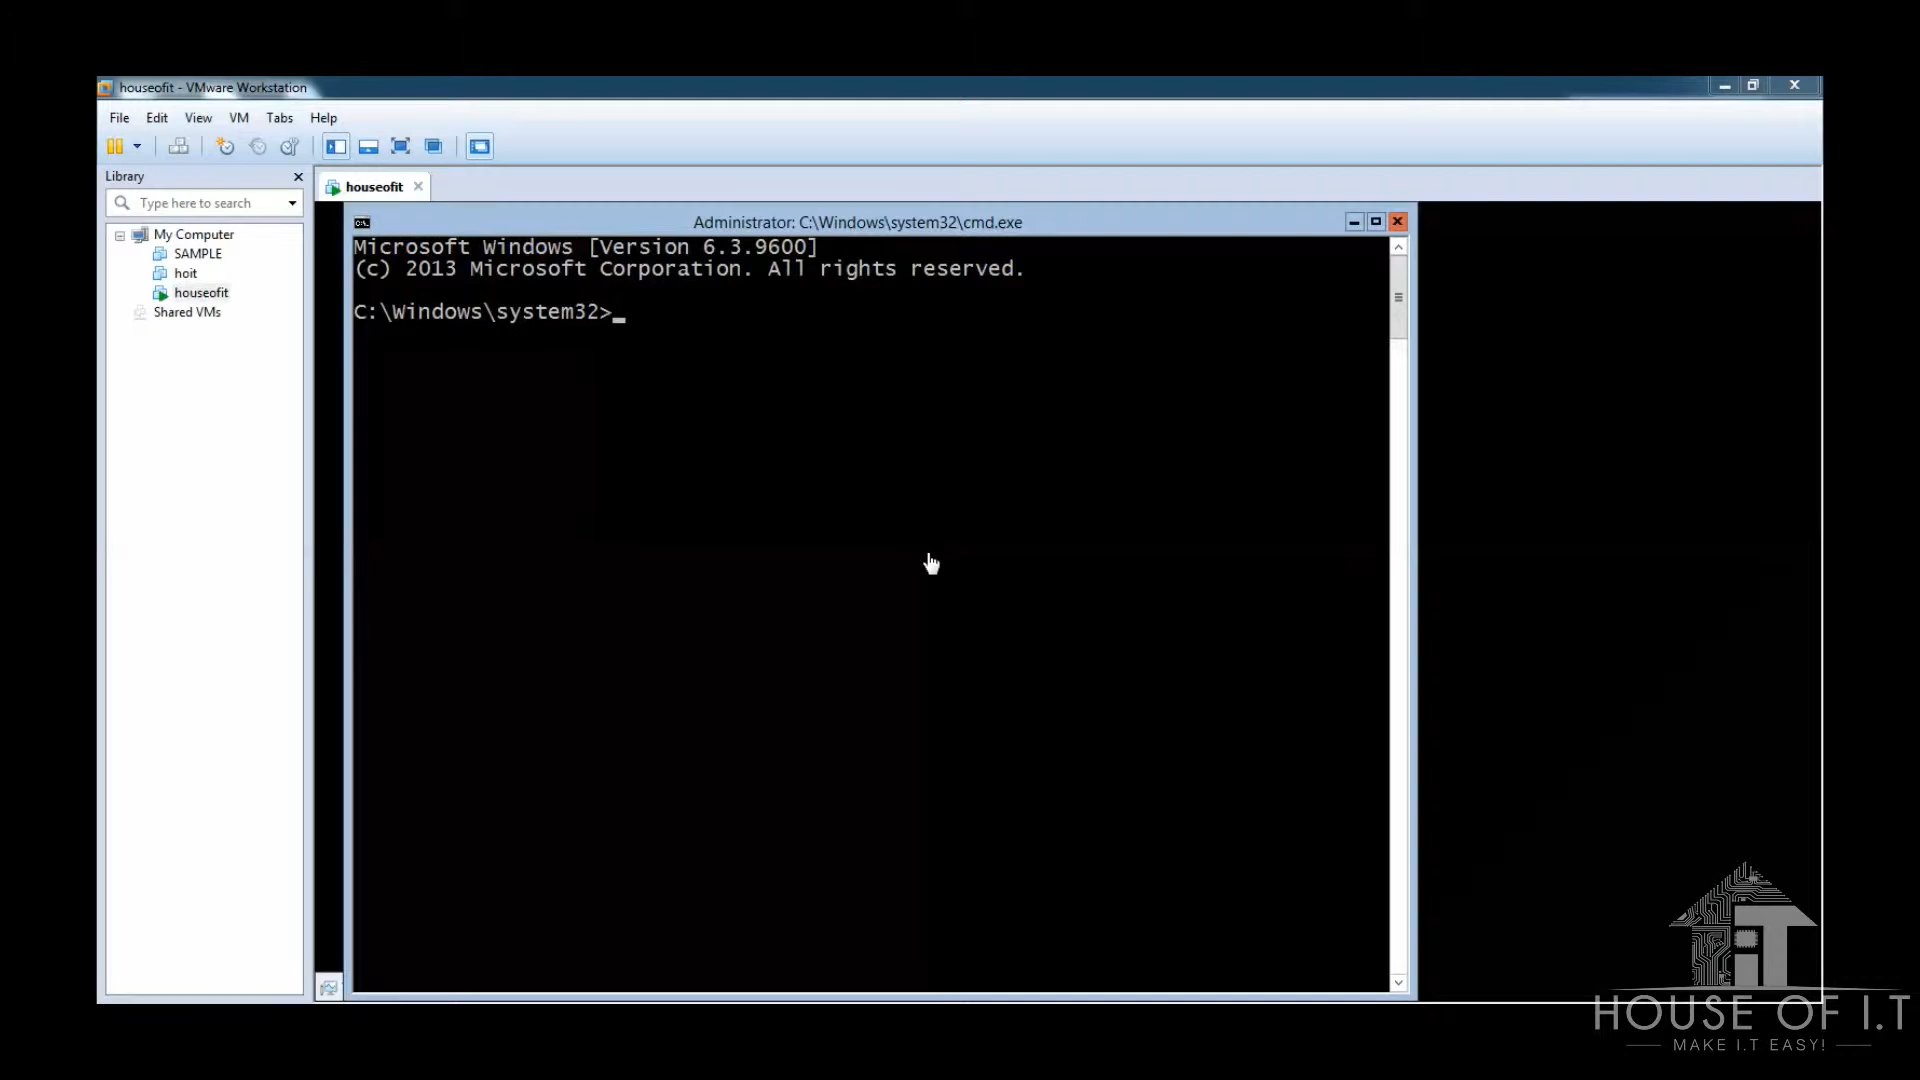 houseofit - VMware Workstation
File Edit View VM Tabs Help
Library
Type here to search
My Computer
SAMPLE
hoit
houseofit
Shared VMs
houseofit
Administrator: C:\Windows\system32\cmd.exe
Microsoft Windows [Version 6.3.9600]
(c) 2013 Microsoft Corporation. All rights reserved.
C:\Windows\system32>_
iT
HOUSE OF I.T
MAKE I.T EASY!